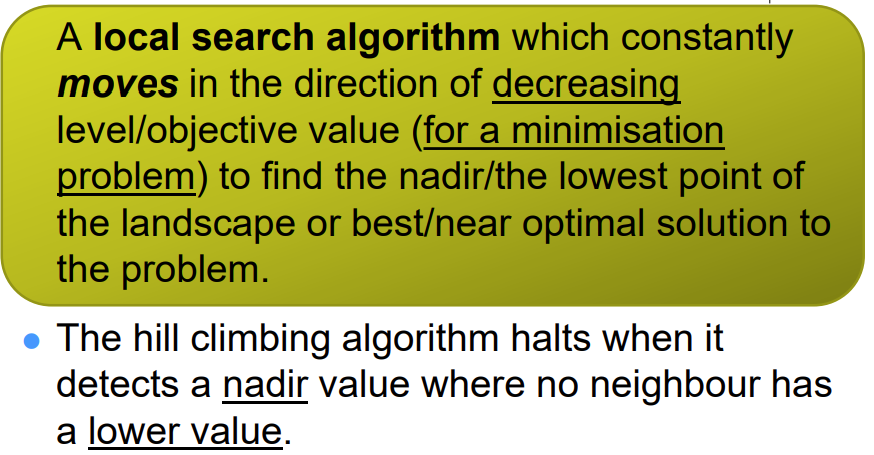 A local search algorithm which constantly
moves in the direction of decreasing
level/objective value (for a minimisation
problem) to find the nadir/the lowest point of
the landscape or best/near optimal solution to
the problem.
The hill climbing algorithm halts when it
detects a nadir value where no neighbour has
a lower value.